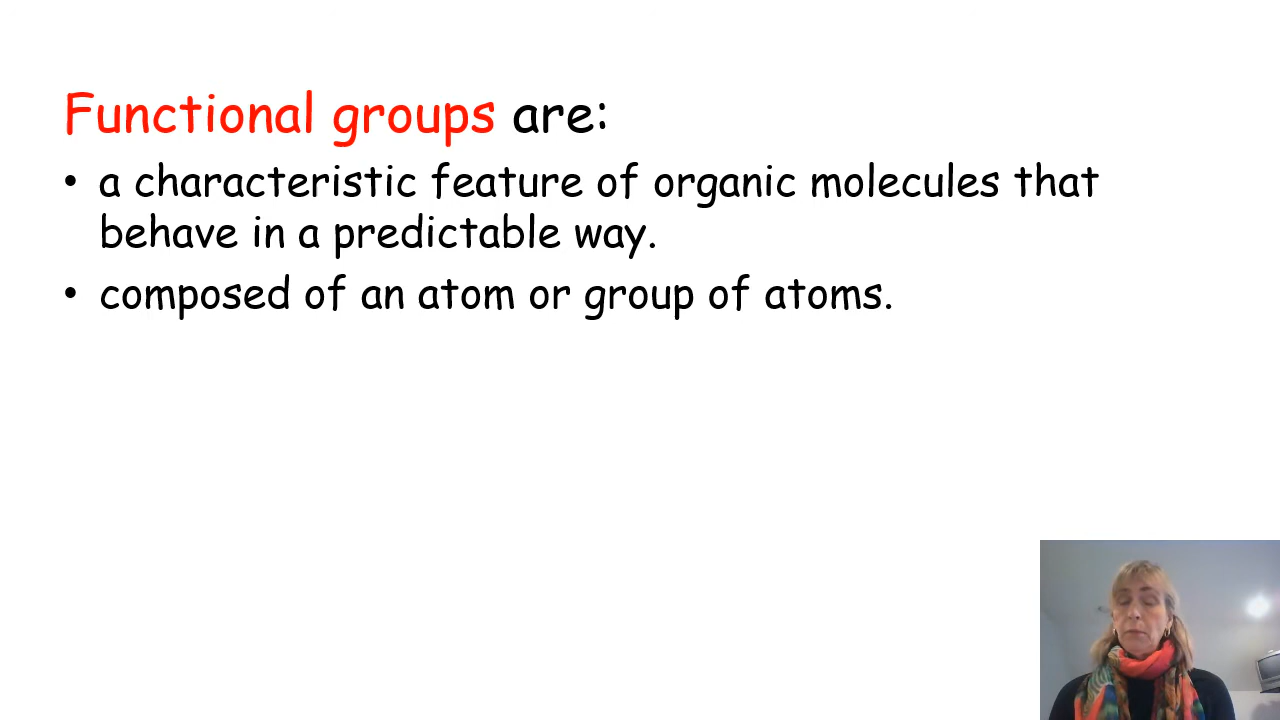 Functional groups are:
• a characteristic feature of organic molecules that
behave in a predictable way.
• composed of an atom or group of atoms.